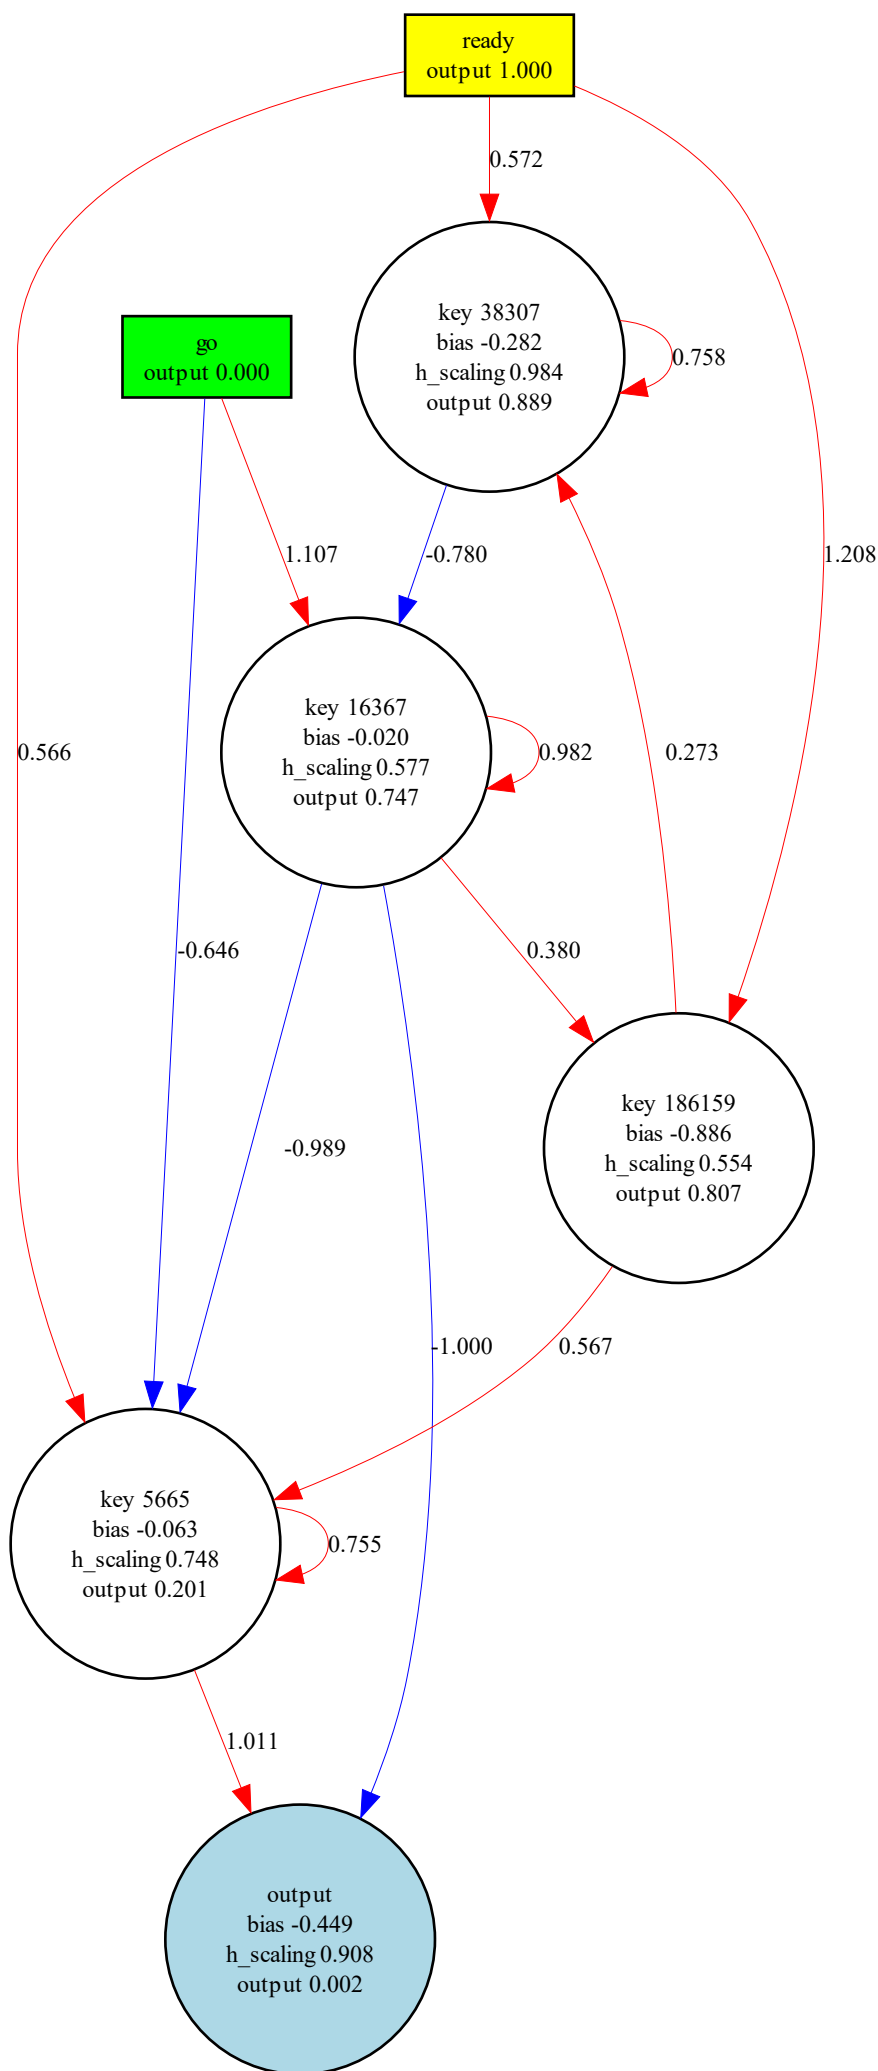 ready
output 1.000
0.572
go
output 0.000
key 38307
bias -0.282
h_scaling 0.984
output 0.889
0.758
1.107
-0.780
1.208
key 16367
bias -0.020
h_scaling 0.577
output 0.747
0.566
0.982
0.273
-0.646
0.380
key 186159
bias -0.886
h_scaling 0.554
output 0.807
-0.989
-1.000
0.567
key 5665
bias -0.063
h_scaling 0.748
output 0.201
0.755
1.011
output
bias -0.449
h_scaling 0.908
output 0.002